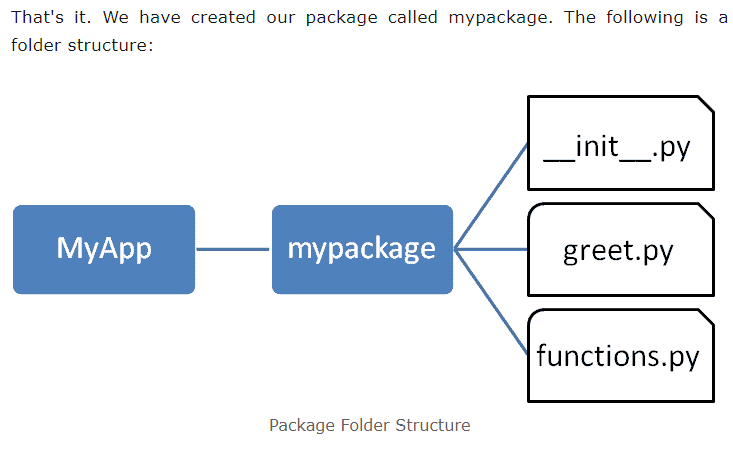 That's it. We have created our package called mypackage. The following is a
folder structure:
__init__.py
MyApp
mypackage
greet.py
functions.py
Package Folder Structure